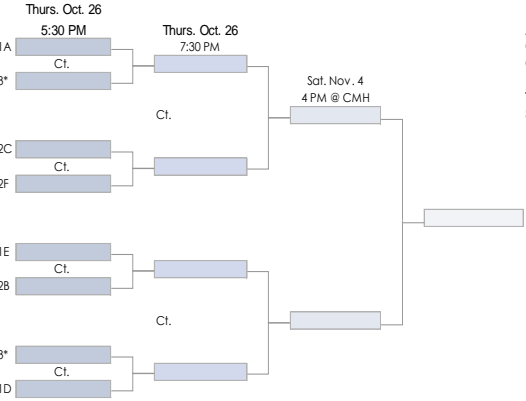 Thurs. Oct. 26
5:30 PM
Thurs. Oct. 26
7:30 PM
Sat. Nov. 4
4 PM @ CMH
1A
Ct.
3*
Ct.
2C
Ct.
2F
1E
Ct.
2B
Ct.
3*
Ct.
1D